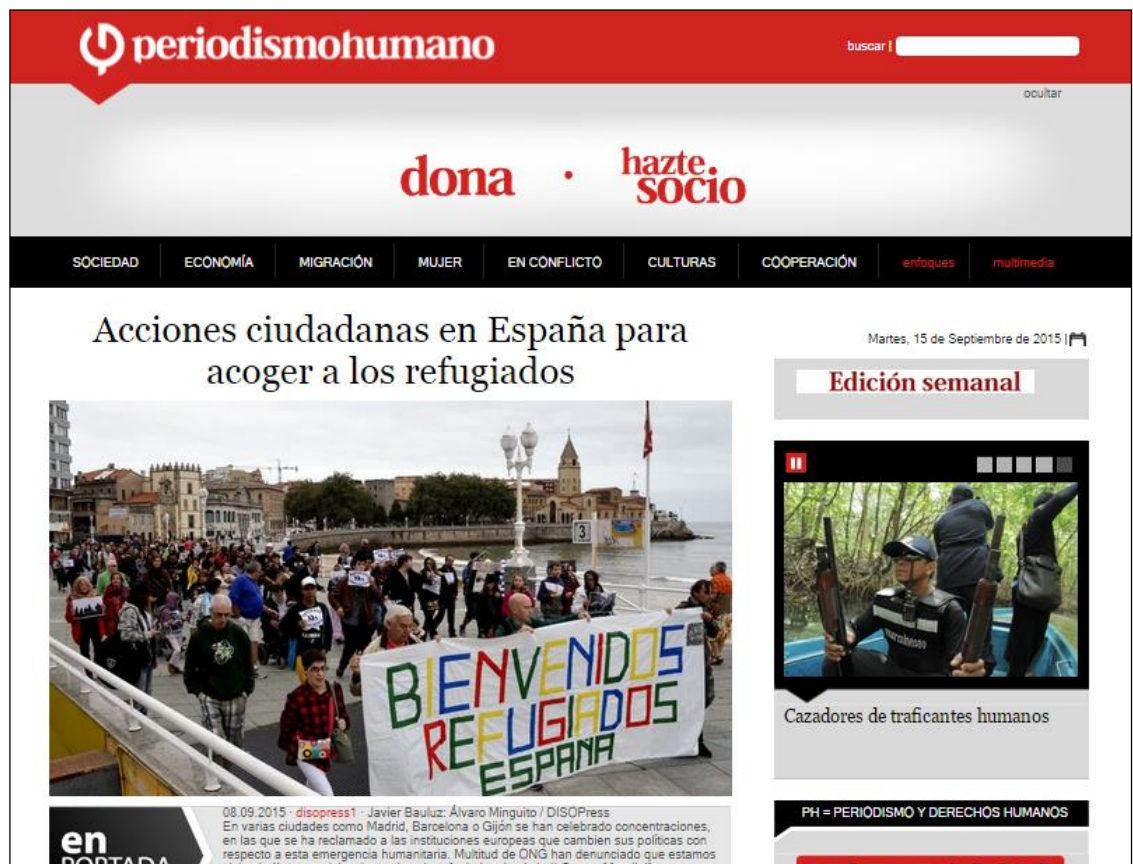 periodismohumano
buscar |
ocultar
dona · hazte socio
SOCIEDAD ECONOMÍA MIGRACIÓN MUJER EN CONFLICTO CULTURAS COOPERACIÓN enfoques multimedia
Acciones ciudadanas en España para
acoger a los refugiados
BIENVENIDOS
REFUGIADOS
ESPAÑA
3
08.09.2015 · disopress1 · Javier Bauluz: Álvaro Minguito / DISOPress
En varias ciudades como Madrid, Barcelona o Gijón se han celebrado concentraciones,
en las que se ha reclamado a las instituciones europeas que cambien sus políticas con
respecto a esta emergencia humanitaria. Multitud de ONG han denunciado que estamos
en
PORTADA
Martes, 15 de Septiembre de 2015 |
Edición semanal
Cazadores de traficantes humanos
PH = PERIODISMO Y DERECHOS HUMANOS